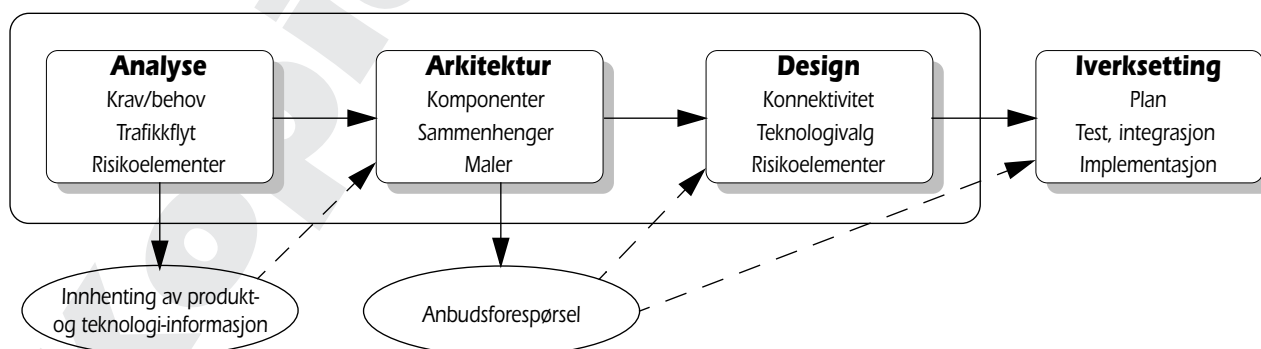 Analyse
Krav/behov
Trafikkflyt
Risikoelementer
Arkitektur
Komponenter
Sammenhenger
Maler
Design
Konnektivitet
Teknologivalg
Risikoelementer
Iverksetting
Plan
Test, integrasjon
Implementasjon
Innhenting av produkt-
og teknologi-informasjon
Anbudsforespørsel